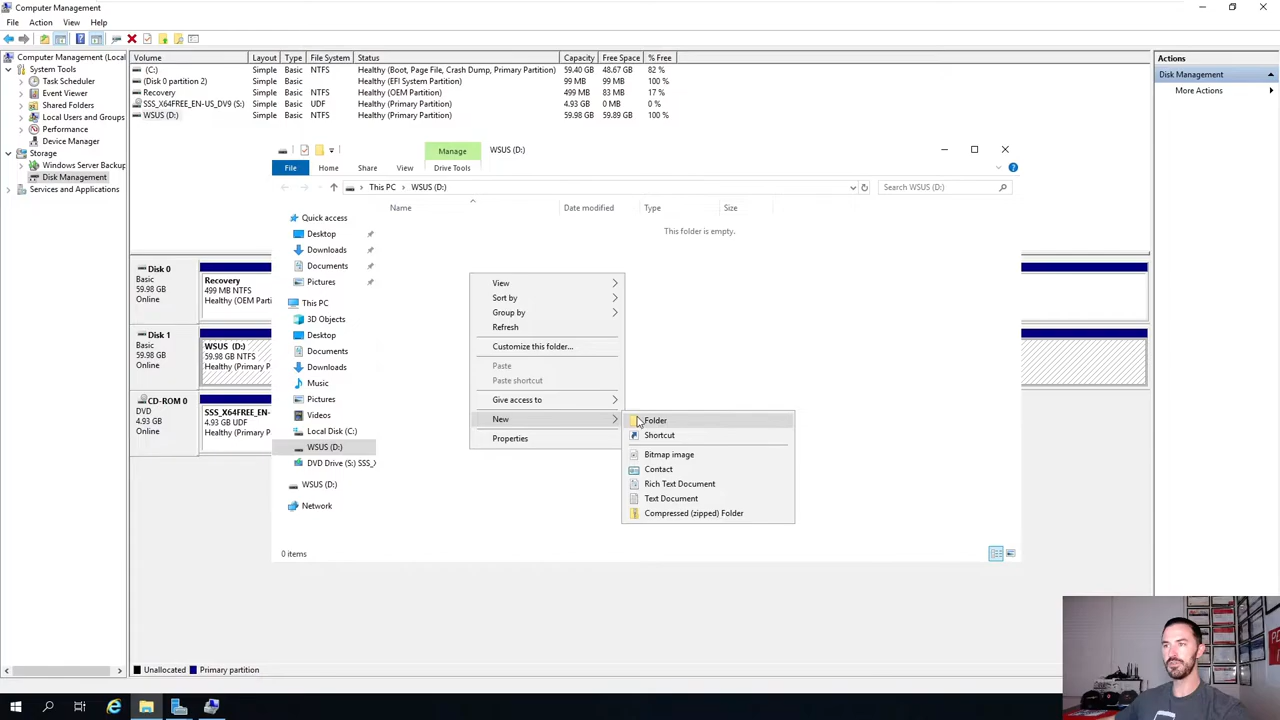 Computer Management
File Action View Help
Computer Management (Local
System Tools
Task Scheduler
Event Viewer
Shared Folders
Local Users and Groups
Performance
Device Manager
Storage
Windows Server Backup
Disk Management
Services and Applications
Volume Layout Type File System Status Capacity Free Space % Free
(C:) Simple Basic NTFS Healthy (Boot, Page File, Crash Dump, Primary Partition) 59.40 GB 48.67 GB 82 %
(Disk 0 partition 2) Simple Basic Healthy (EFI System Partition) 99 MB 99 MB 100 %
Recovery Simple Basic NTFS Healthy (OEM Partition) 499 MB 83 MB 17 %
SSS_X64FREE_EN-US_DV9 (S:) Simple Basic UDF Healthy (Primary Partition) 4.93 GB 0 MB 0 %
WSUS (D:) Simple Basic NTFS Healthy (Primary Partition) 59.98 GB 59.89 GB 100 %
Actions
Disk Management
More Actions
Manage WSUS (D:)
File Home Share View Drive Tools
This PC WSUS (D:) Search WSUS (D:)
Name Date modified Type Size
This folder is empty.
Quick access
Desktop
Downloads
Documents
Pictures
This PC
3D Objects
Desktop
Documents
Downloads
Music
Pictures
Videos
Local Disk (C:)
WSUS (D:)
DVD Drive (S:) SSS_X
WSUS (D:)
Network
0 items
View
Sort by
Group by
Refresh
Customize this folder...
Paste
Paste shortcut
Give access to
New
Properties
Folder
Shortcut
Bitmap image
Contact
Rich Text Document
Text Document
Compressed (zipped) Folder
Disk 0
Basic
59.98 GB
Online
Recovery
499 MB NTFS
Healthy (OEM Parti
Disk 1
Basic
59.98 GB
Online
WSUS (D:)
59.98 GB NTFS
Healthy (Primary P
CD-ROM 0
DVD
4.93 GB
Online
SSS_X64FREE_EN-
4.93 GB UDF
Healthy (Primary P
Unallocated Primary partition